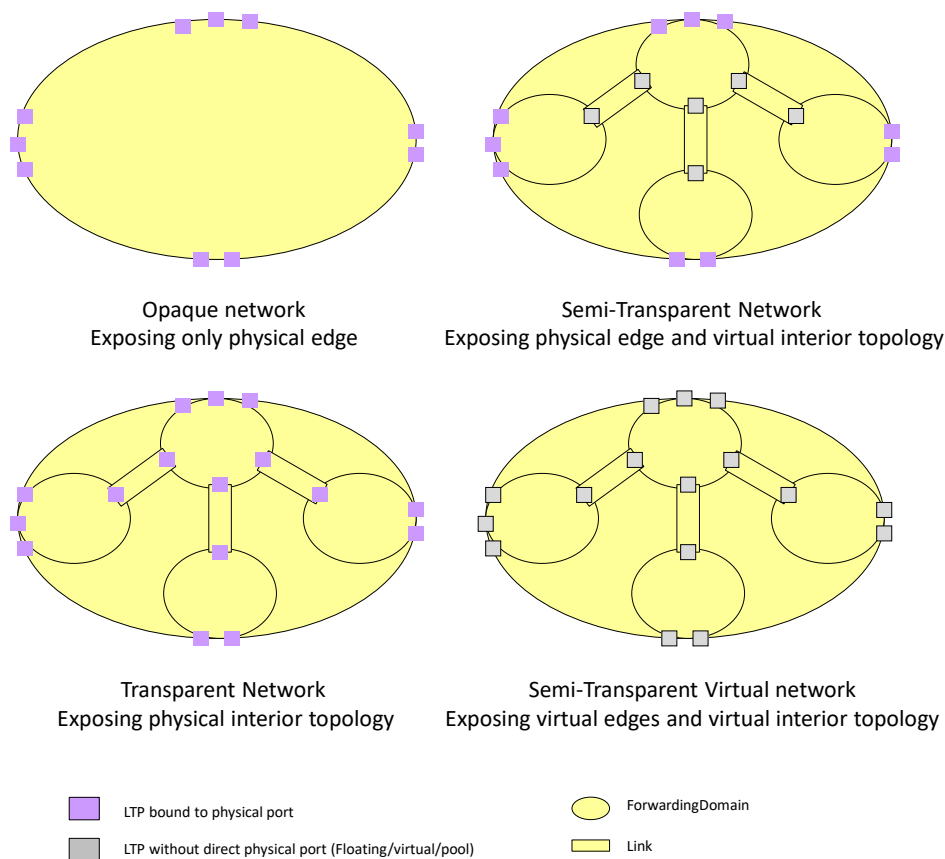 Opaque network
Exposing only physical edge
Semi-Transparent Network
Exposing physical edge and virtual interior topology
Transparent Network
Exposing physical interior topology
Semi-Transparent Virtual network
Exposing virtual edges and virtual interior topology
LTP bound to physical port
ForwardingDomain
LTP without direct physical port (Floating/virtual/pool)
Link